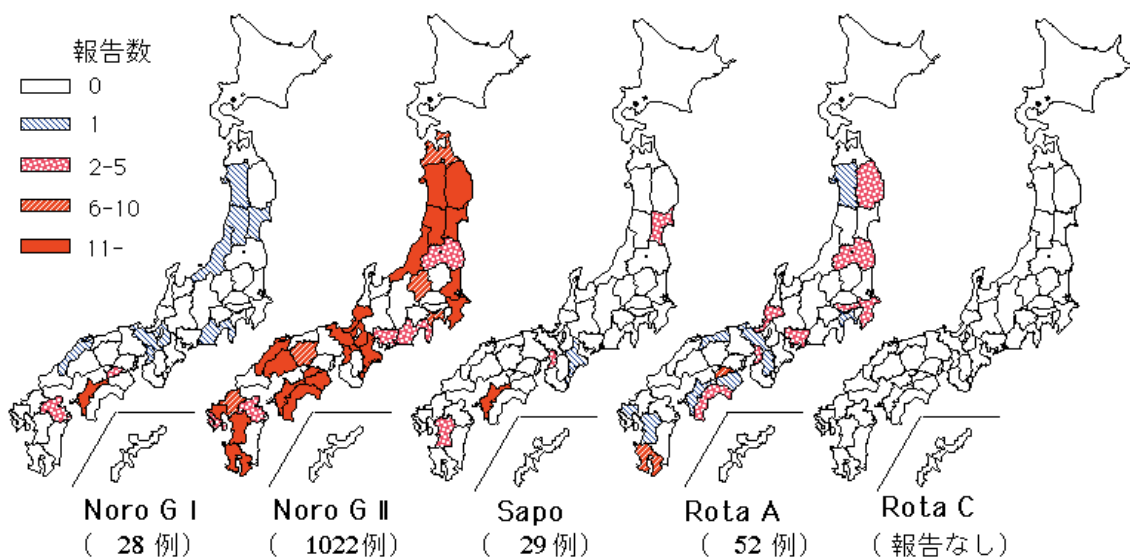 報告数
0
1
2-5
6-10
11-
Noro G Ⅰ
( 28 例)
Noro G Ⅱ
( 1022例)
Sapo
( 29 例)
Rota A
( 52 例)
Rota C
(報告なし)